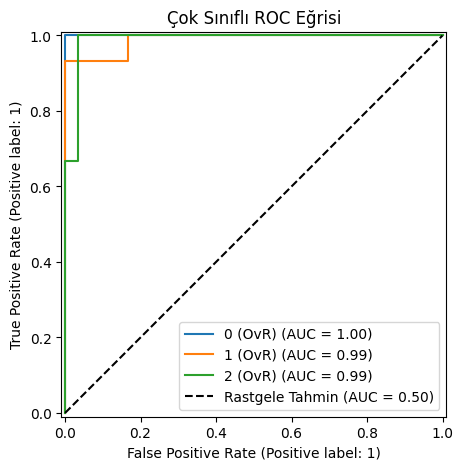 Çok Sınıflı ROC Eğrisi
1.0
0.8
0.6
0.4
0.2
0.0
True Positive Rate (Positive label: 1)
0 (OvR) (AUC = 1.00)
1 (OvR) (AUC = 0.99)
2 (OvR) (AUC = 0.99)
Rastgele Tahmin (AUC = 0.50)
0.0 0.2 0.4 0.6 0.8 1.0
False Positive Rate (Positive label: 1)